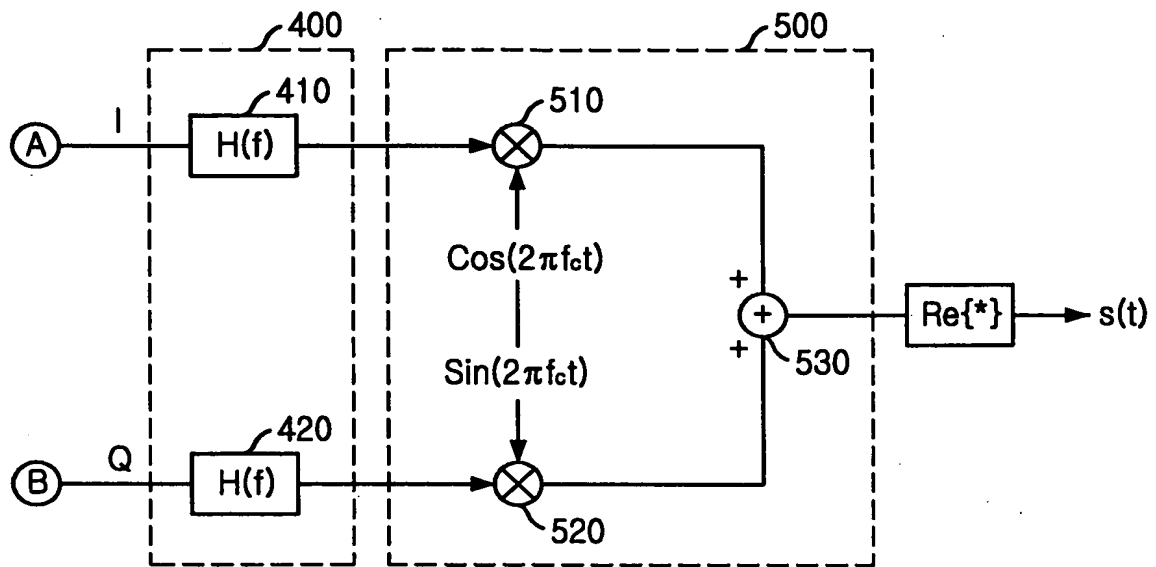 400
500
410
510
A
I
H(f)
Cos(2πfct)
+
+
Re{*}
s(t)
+
530
Sin(2πfct)
420
B
Q
H(f)
520